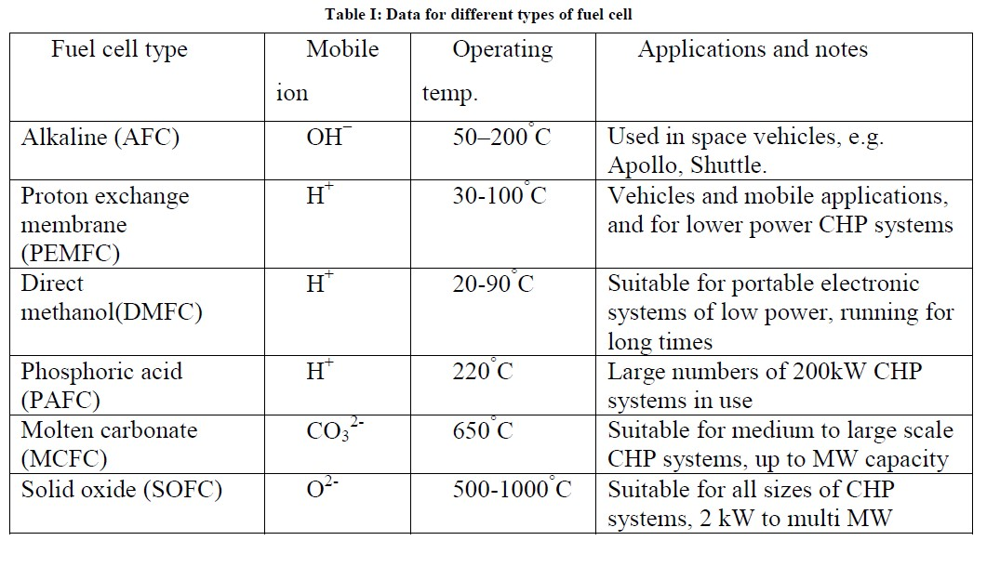 Table I: Data for different types of fuel cell
Fuel cell type
Mobile
ion
Operating
temp.
Applications and notes
Alkaline (AFC)
OH⁻
50–200°C
Used in space vehicles, e.g.
Apollo, Shuttle.
Proton exchange
membrane
(PEMFC)
H⁺
30-100°C
Vehicles and mobile applications,
and for lower power CHP systems
Direct
methanol(DMFC)
H⁺
20-90°C
Suitable for portable electronic
systems of low power, running for
long times
Phosphoric acid
(PAFC)
H⁺
220°C
Large numbers of 200kW CHP
systems in use
Molten carbonate
(MCFC)
CO₃²⁻
650°C
Suitable for medium to large scale
CHP systems, up to MW capacity
Solid oxide (SOFC)
O²⁻
500-1000°C
Suitable for all sizes of CHP
systems, 2 kW to multi MW